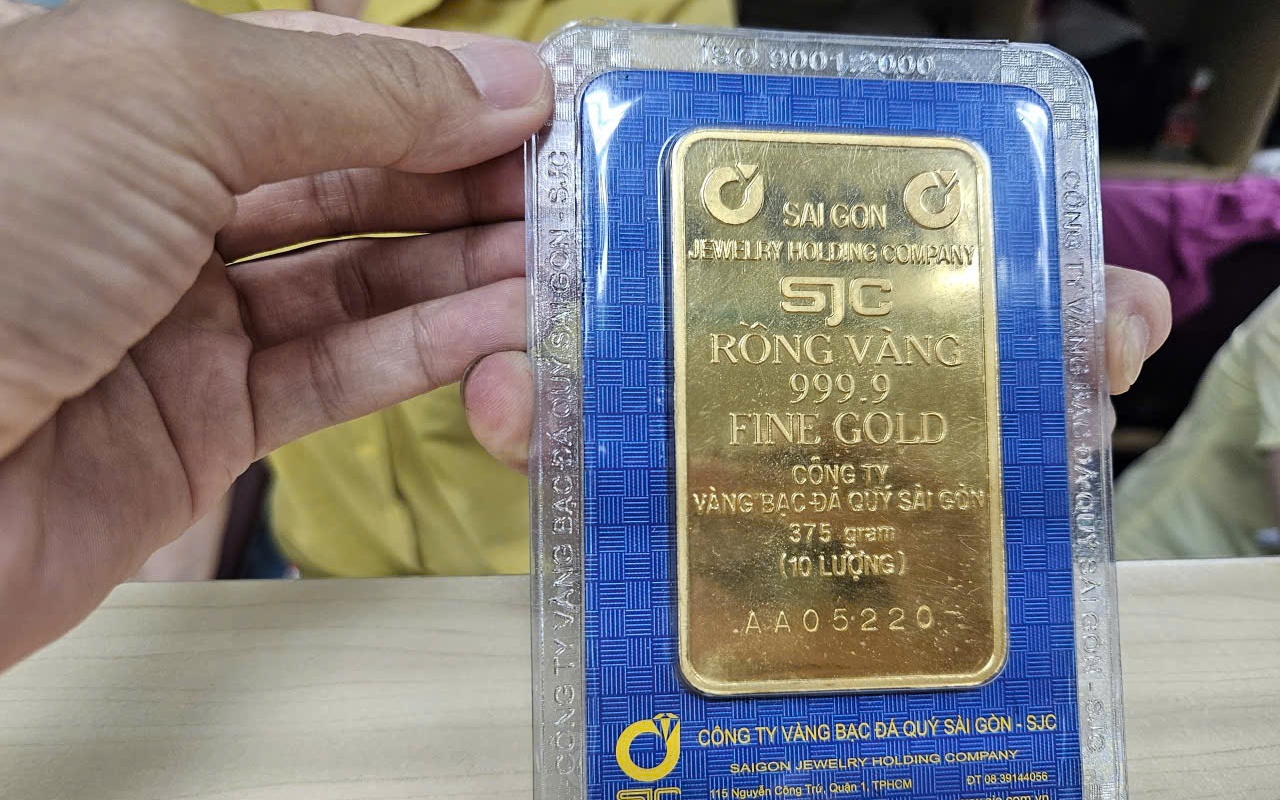 ISO 9001:2000
CÔNG TY VÀNG BẠC ĐÁ QUÝ SÀI GÒN - SJC
SAI GON
JEWELRY HOLDING COMPANY
SJC
RỒNG VÀNG
999.9
FINE GOLD
CÔNG TY
VÀNG BẠC ĐÁ QUÝ SÀI GÒN
375 gram
(10 LƯỢNG)
AA05220
CÔNG TY VÀNG BẠC ĐÁ QUÝ SÀI GÒN - SJC
CÔNG TY VÀNG BẠC ĐÁ QUÝ SÀI GÒN - SJC
SAIGON JEWELRY HOLDING COMPANY
115 Nguyễn Công Trứ, Quận 1, TPHCM ĐT 08 39144056
SJC